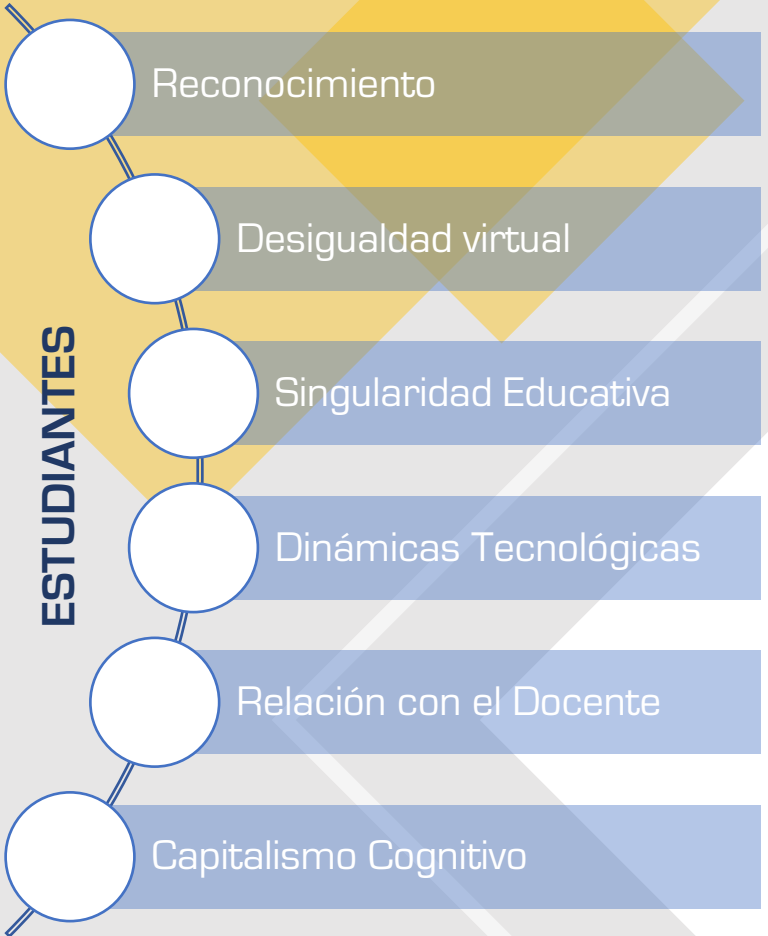 Reconocimiento
Desigualdad virtual
Singularidad Educativa
ESTUDIANTES
Dinámicas Tecnológicas
Relación con el Docente
Capitalismo Cognitivo